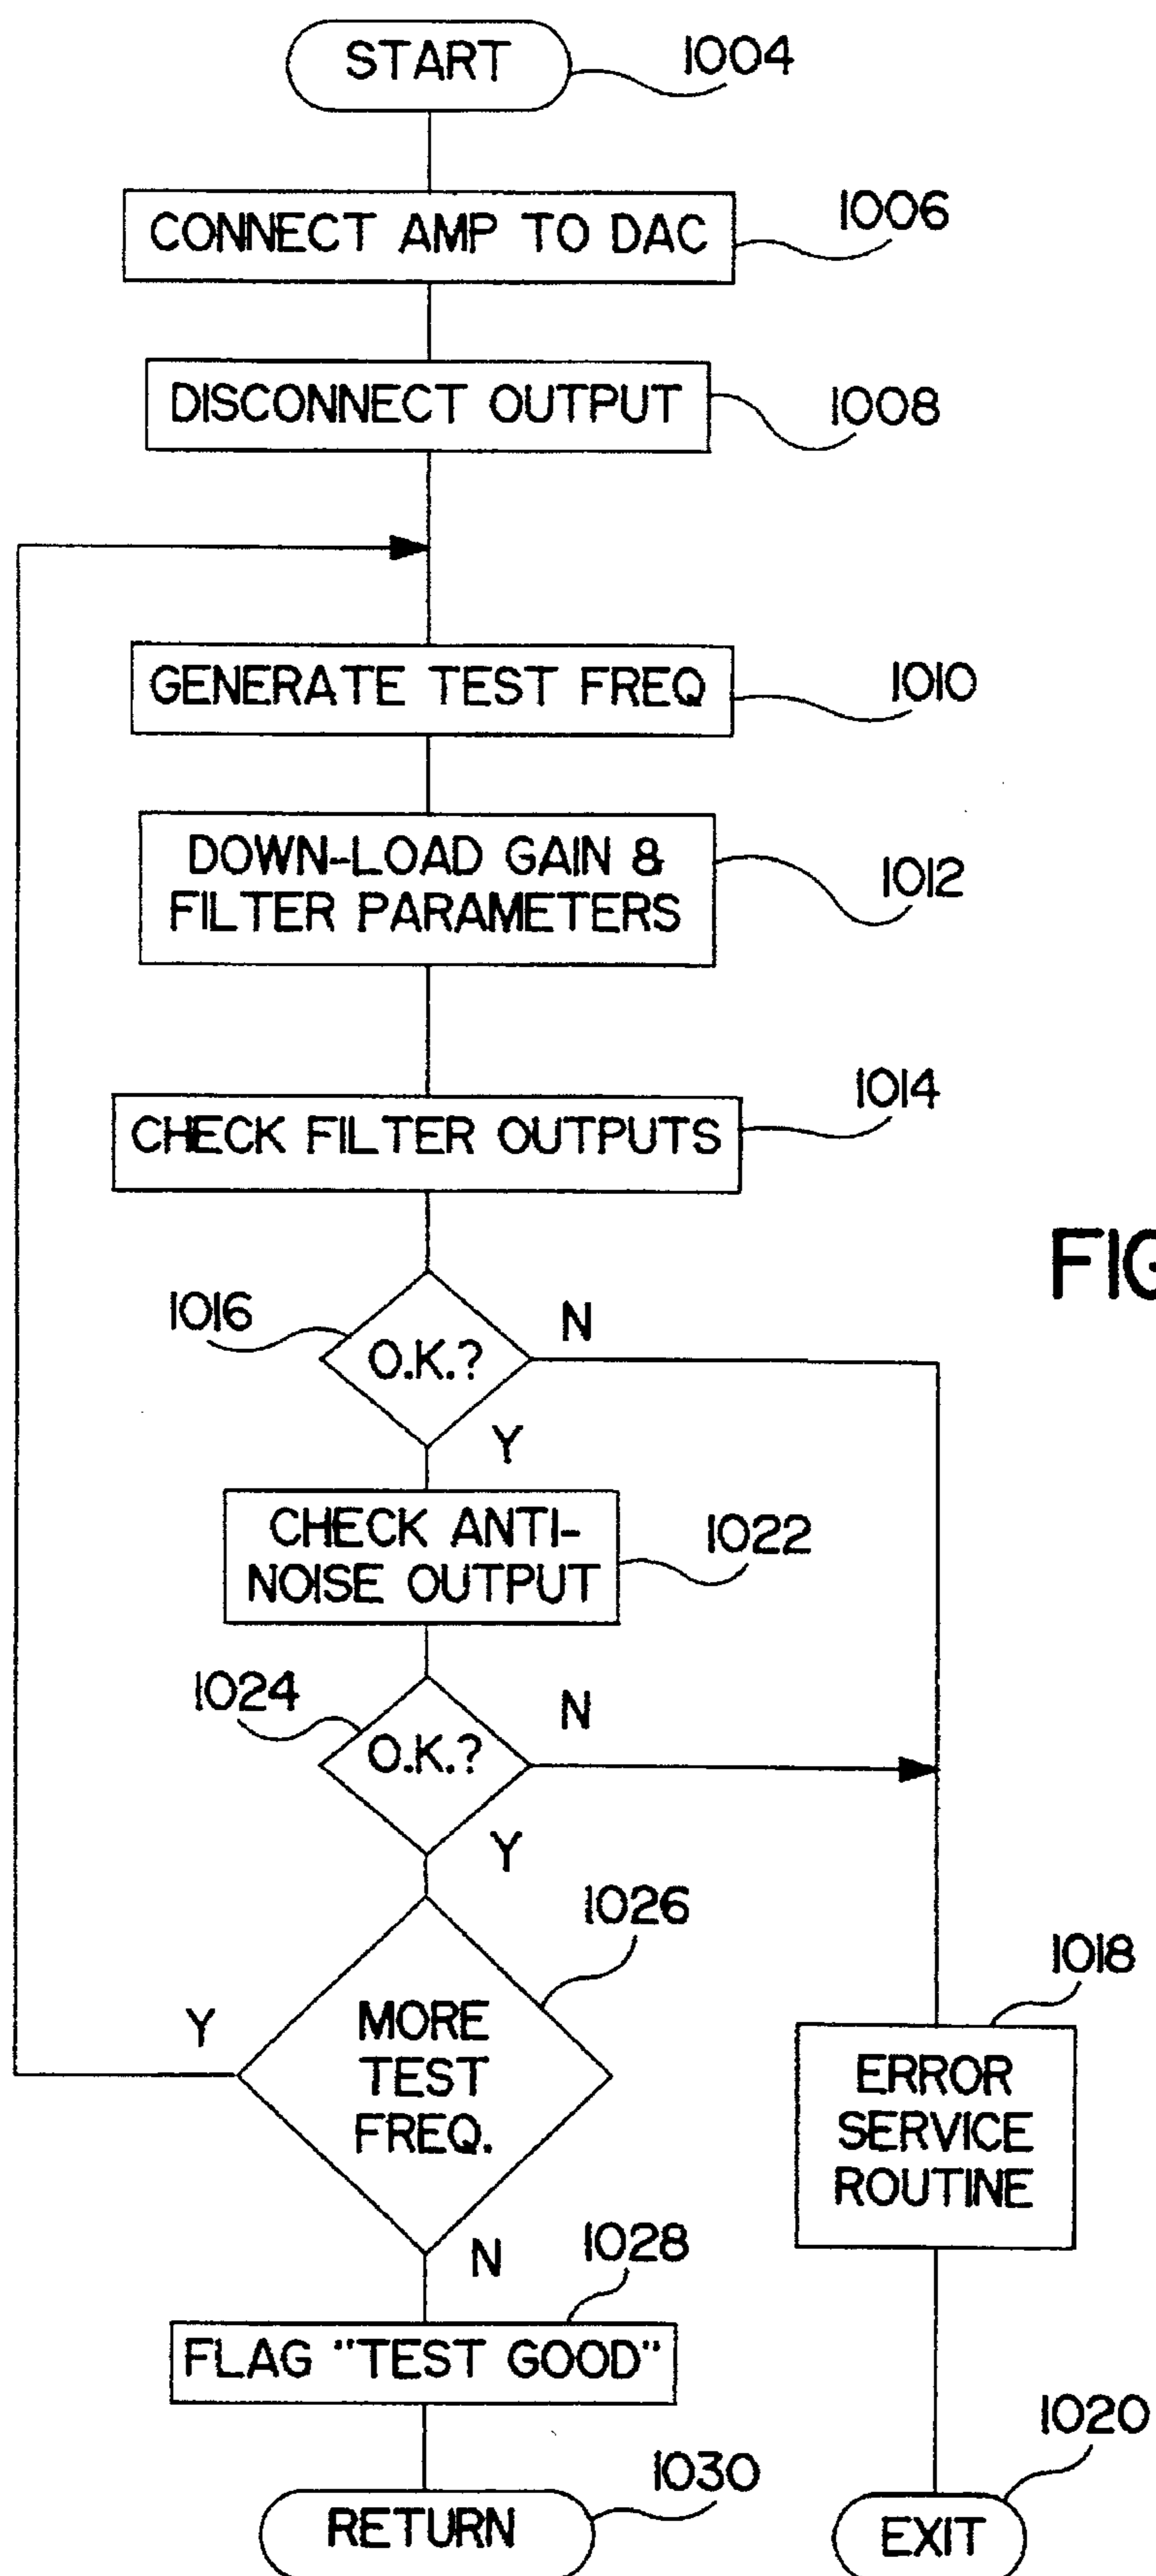 START
1004
CONNECT AMP TO DAC
1006
DISCONNECT OUTPUT
1008
GENERATE TEST FREQ
1010
DOWN-LOAD GAIN &
FILTER PARAMETERS
1012
CHECK FILTER OUTPUTS
1014
FIG
1016
O.K.?
N
Y
CHECK ANTI-
NOISE OUTPUT
1022
1024
O.K.?
N
Y
1026
MORE
TEST
FREQ.
Y
N
1018
ERROR
SERVICE
ROUTINE
1028
FLAG "TEST GOOD"
1030
RETURN
1020
EXIT